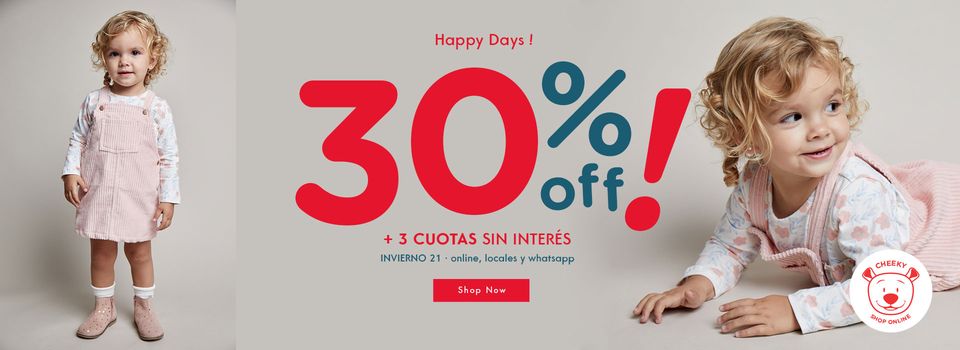 Happy Days !
30% off!
+ 3 CUOTAS SIN INTERÉS
INVIERNO 21 · online, locales y whatsapp
Shop Now
CHEEKY
SHOP ONLINE